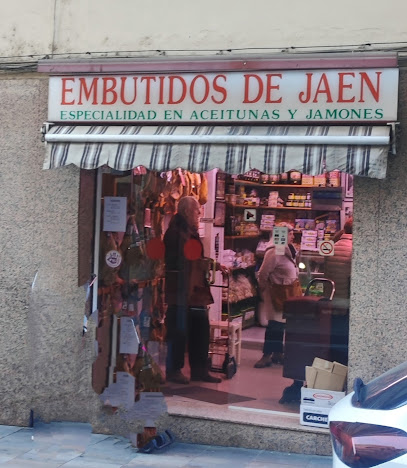 EMBUTIDOS DE JAEN
ESPECIALIDAD EN ACEITUNAS Y JAMONES